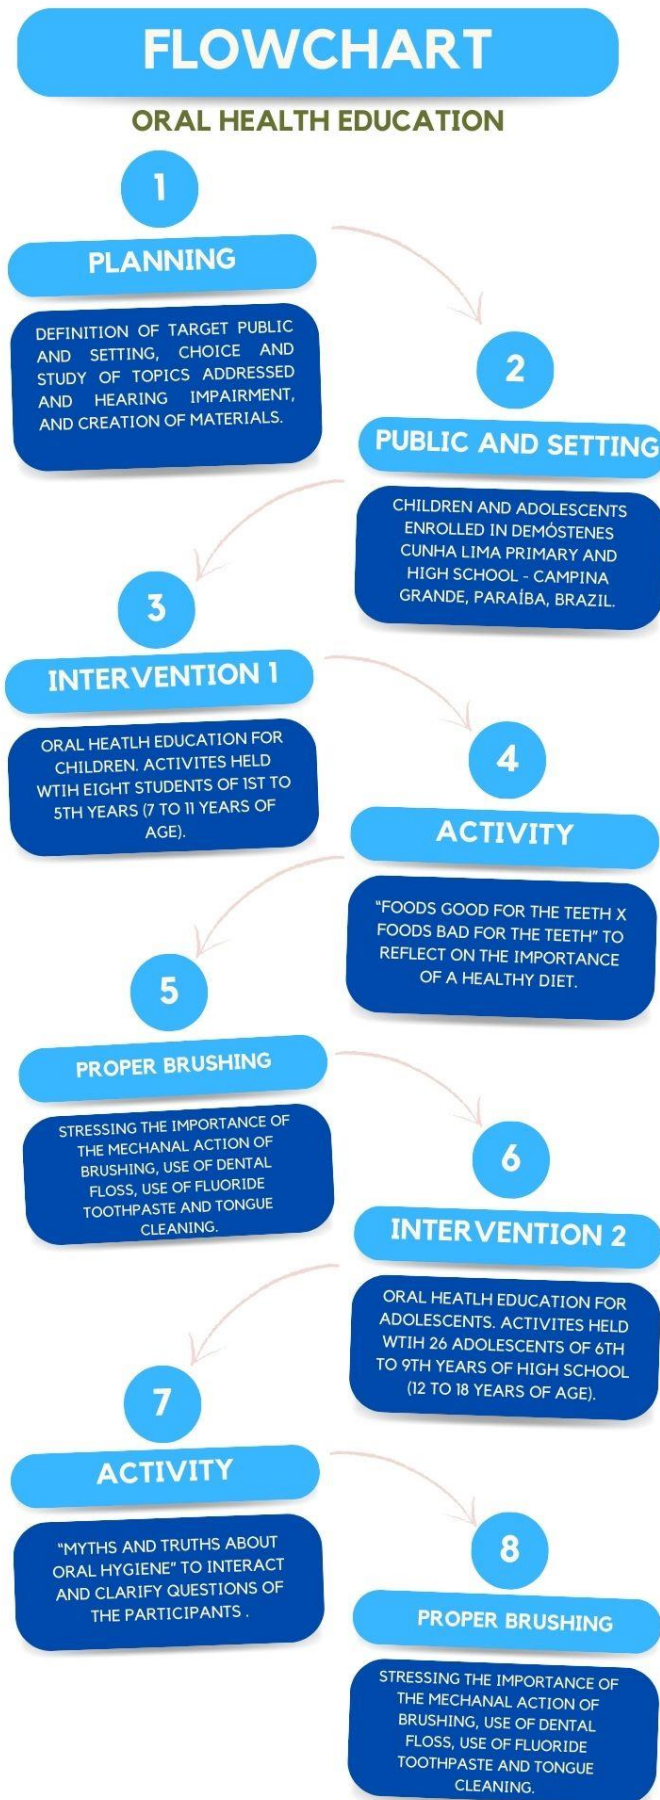 FLOWCHART
ORAL HEALTH EDUCATION
1
PLANNING
DEFINITION OF TARGET PUBLIC
AND SETTING, CHOICE AND
STUDY OF TOPICS ADDRESSED
AND HEARING IMPAIRMENT,
AND CREATION OF MATERIALS.
2
PUBLIC AND SETTING
CHILDREN AND ADOLESCENTS
ENROLLED IN DEMÓSTENES
CUNHA LIMA PRIMARY AND
HIGH SCHOOL - CAMPINA
GRANDE, PARAÍBA, BRAZIL.
3
INTERVENTION 1
ORAL HEATLH EDUCATION FOR
CHILDREN. ACTIVITES HELD
WTIH EIGHT STUDENTS OF 1ST TO
5TH YEARS (7 TO 11 YEARS OF
AGE).
4
ACTIVITY
"FOODS GOOD FOR THE TEETH X
FOODS BAD FOR THE TEETH" TO
REFLECT ON THE IMPORTANCE
OF A HEALTHY DIET.
5
PROPER BRUSHING
STRESSING THE IMPORTANCE OF
THE MECHANAL ACTION OF
BRUSHING, USE OF DENTAL
FLOSS, USE OF FLUORIDE
TOOTHPASTE AND TONGUE
CLEANING.
6
INTERVENTION 2
ORAL HEATLH EDUCATION FOR
ADOLESCENTS. ACTIVITES HELD
WTIH 26 ADOLESCENTS OF 6TH
TO 9TH YEARS OF HIGH SCHOOL
(12 TO 18 YEARS OF AGE).
7
ACTIVITY
"MYTHS AND TRUTHS ABOUT
ORAL HYGIENE" TO INTERACT
AND CLARIFY QUESTIONS OF
THE PARTICIPANTS .
8
PROPER BRUSHING
STRESSING THE IMPORTANCE OF
THE MECHANAL ACTION OF
BRUSHING, USE OF DENTAL
FLOSS, USE OF FLUORIDE
TOOTHPASTE AND TONGUE
CLEANING.